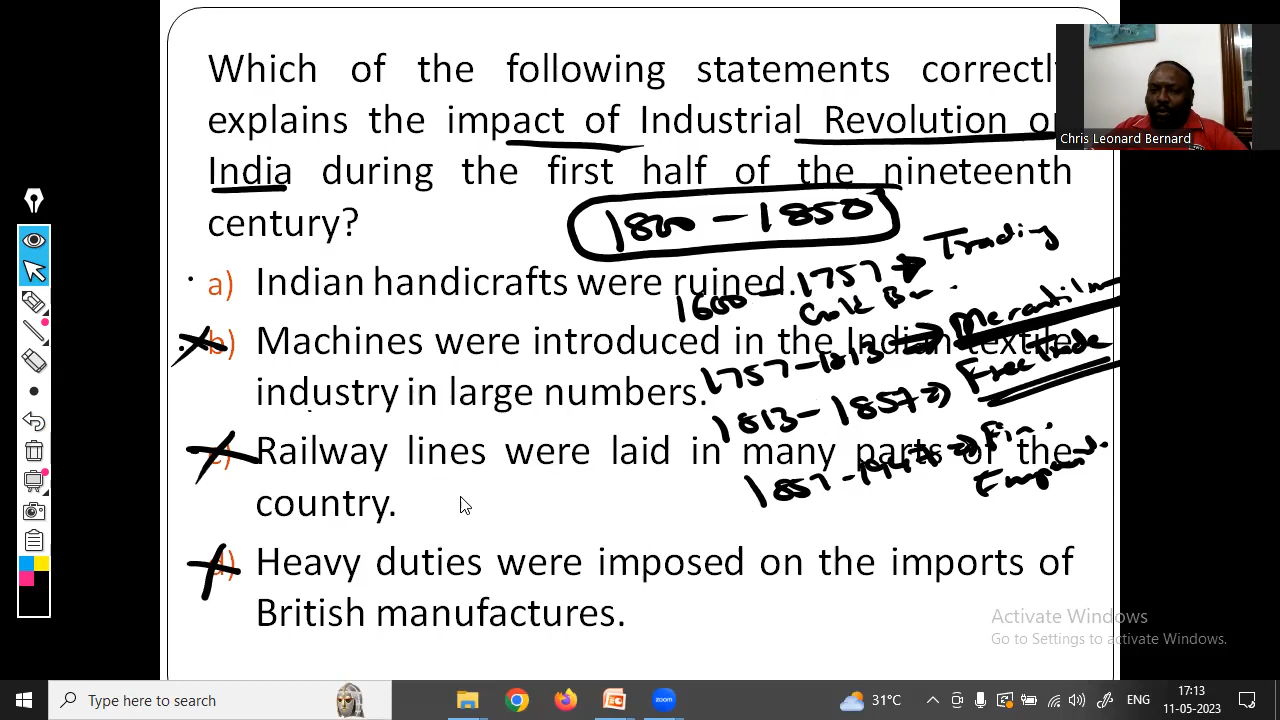 Which of the following statements correctly
explains the impact of Industrial Revolution on
India during the first half of the nineteenth
century?
1800 - 1850
a) Indian handicrafts were ruined.
1600 - 1757 → Trading
b) Machines were introduced in the Indian textile
industry in large numbers.
1757 - 1813 → Mercantilism
1813 - 1857 → Free Trade
c) Railway lines were laid in many parts of the
country.
1857 - 1947 → Fin.
d) Heavy duties were imposed on the imports of
British manufactures.
Chris Leonard Bernard
Activate Windows
Go to Settings to activate Windows.
Type here to search
zoom
31°C
ENG
17:13
11-05-2023